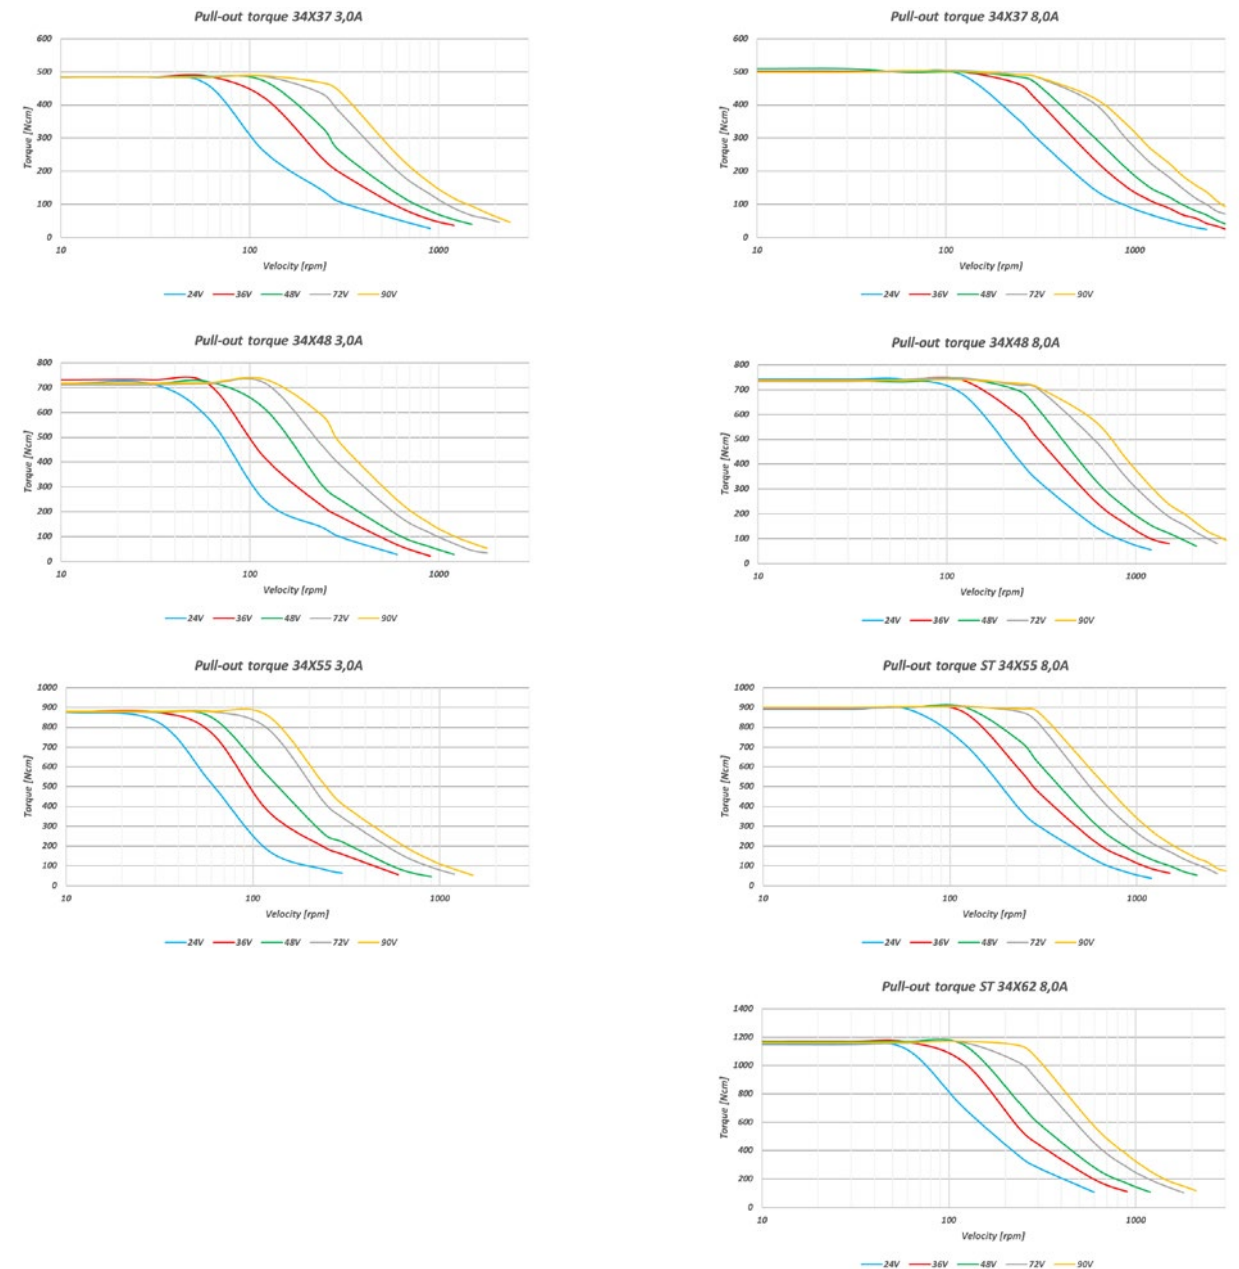 Pull-out torque 34X37 3,0A
600
500
400
300
200
100
0
Torque [Ncm]
10 100 1000
Velocity [rpm]
24V 36V 48V 72V 90V
Pull-out torque 34X37 8,0A
600
500
400
300
200
100
0
Torque [Ncm]
10 100 1000
Velocity [rpm]
24V 36V 48V 72V 90V
Pull-out torque 34X48 3,0A
800
700
600
500
400
300
200
100
0
Torque [Ncm]
10 100 1000
Velocity [rpm]
24V 36V 48V 72V 90V
Pull-out torque 34X48 8,0A
800
700
600
500
400
300
200
100
0
Torque [Ncm]
10 100 1000
Velocity [rpm]
24V 36V 48V 72V 90V
Pull-out torque 34X55 3,0A
1000
900
800
700
600
500
400
300
200
100
0
Torque [Ncm]
10 100 1000
Velocity [rpm]
24V 36V 48V 72V 90V
Pull-out torque ST 34X55 8,0A
1000
900
800
700
600
500
400
300
200
100
0
Torque [Ncm]
10 100 1000
Velocity [rpm]
24V 36V 48V 72V 90V
Pull-out torque ST 34X62 8,0A
1400
1200
1000
800
600
400
200
0
Torque [Ncm]
10 100 1000
Velocity [rpm]
24V 36V 48V 72V 90V